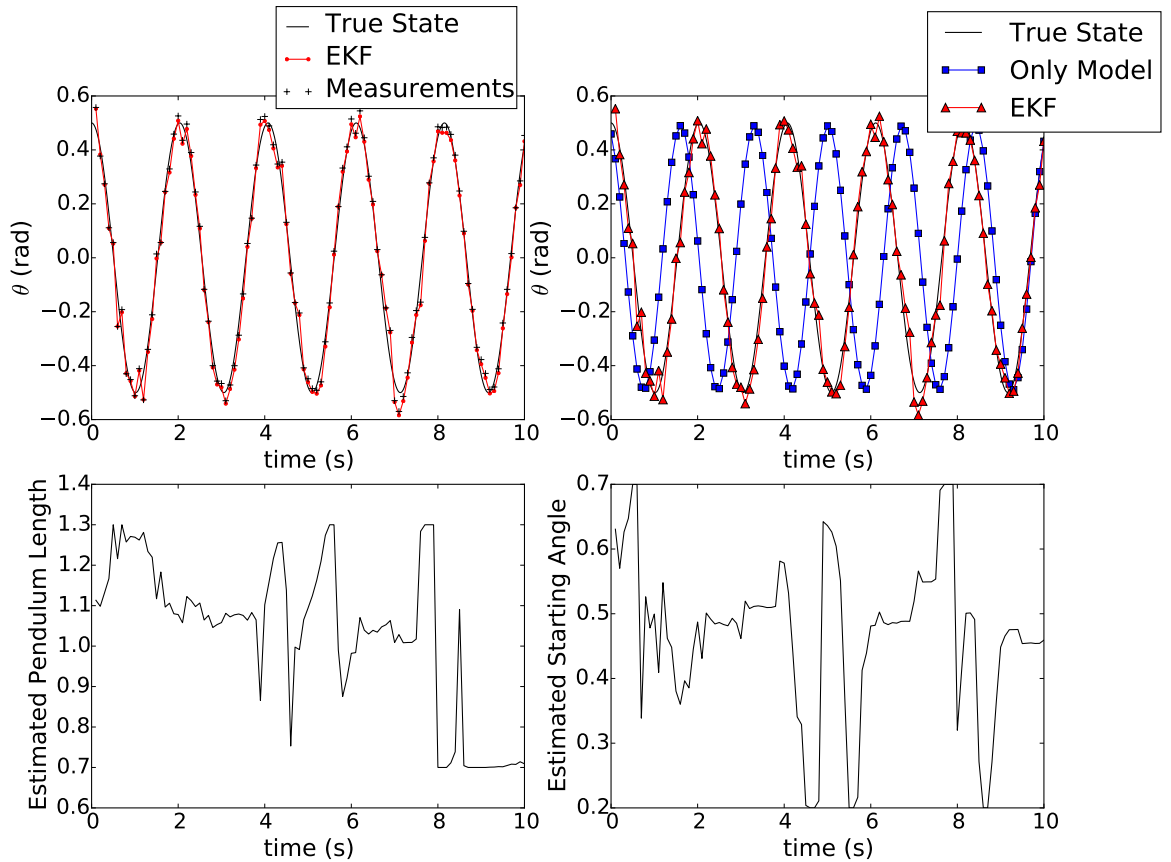 True State
EKF
Measurements
0.6
0.4
0.2
0.0
−0.2
−0.4
−0.6
θ (rad)
0 2 4 6 8 10
time (s)
True State
Only Model
EKF
0.6
0.4
0.2
0.0
−0.2
−0.4
−0.6
θ (rad)
0 2 4 6 8 10
time (s)
1.4
1.3
1.2
1.1
1.0
0.9
0.8
0.7
0.6
Estimated Pendulum Length
0 2 4 6 8 10
time (s)
0.7
0.6
0.5
0.4
0.3
0.2
Estimated Starting Angle
0 2 4 6 8 10
time (s)